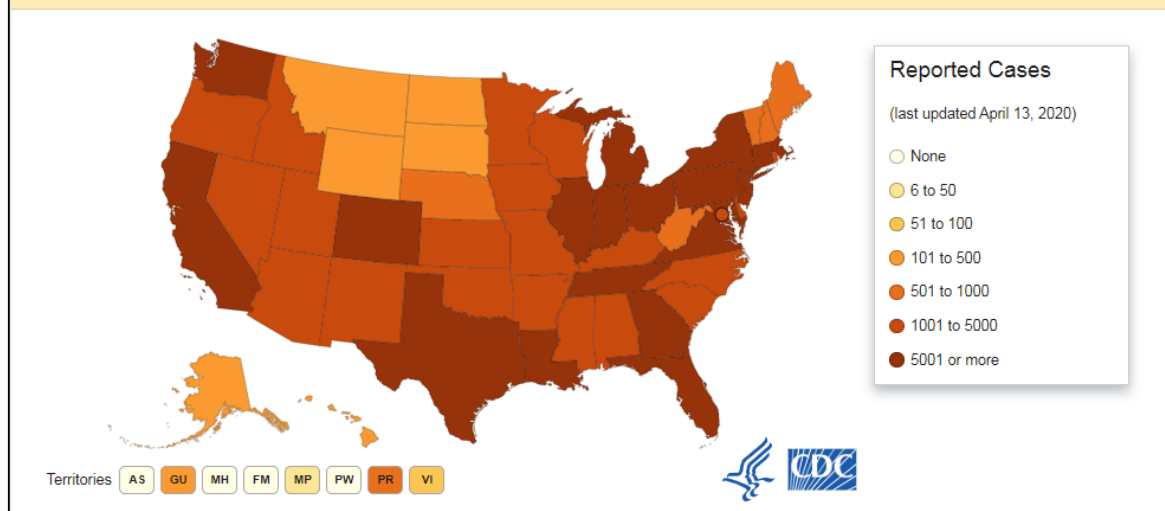 Reported Cases
(last updated April 13, 2020)
None
6 to 50
51 to 100
101 to 500
501 to 1000
1001 to 5000
5001 or more
Territories AS GU MH FM MP PW PR VI
CDC